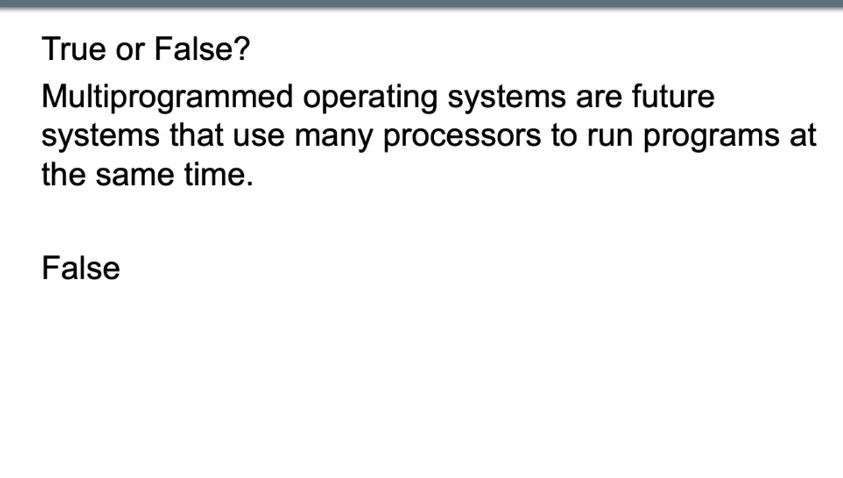 True or False?
Multiprogrammed operating systems are future
systems that use many processors to run programs at
the same time.
False